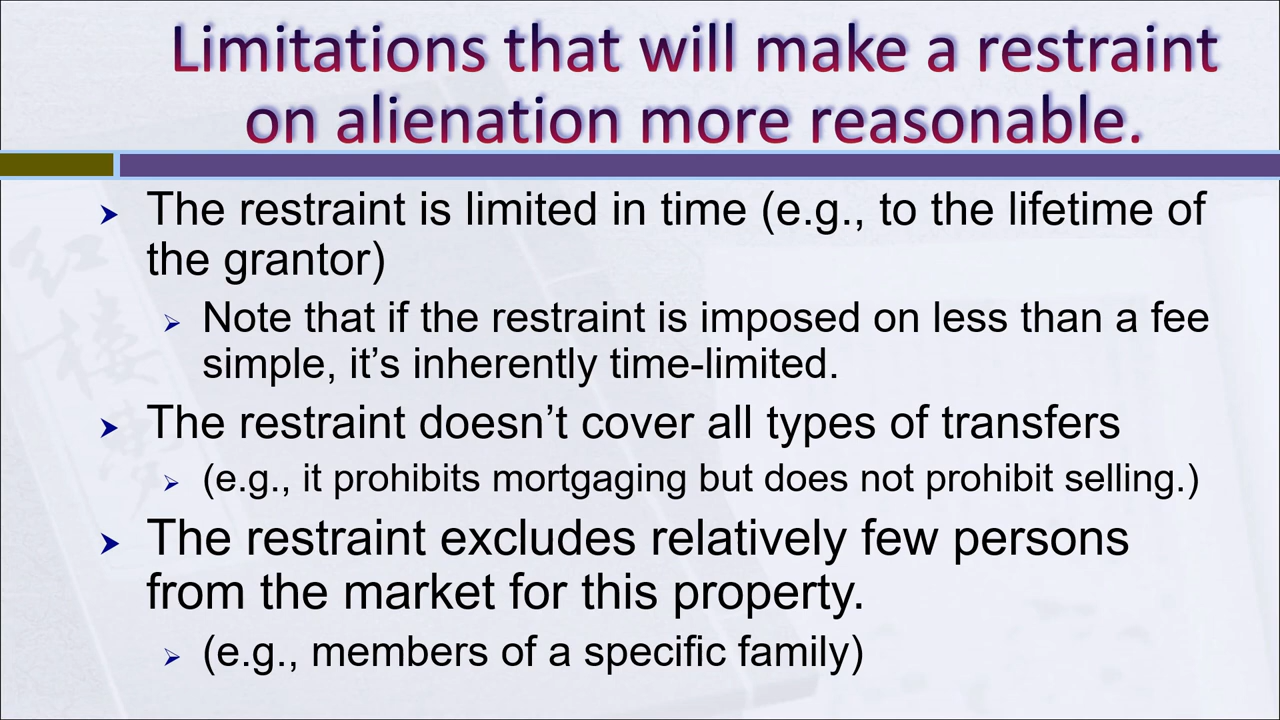 Limitations that will make a restraint
on alienation more reasonable.
The restraint is limited in time (e.g., to the lifetime of
the grantor)
Note that if the restraint is imposed on less than a fee
simple, it’s inherently time-limited.
The restraint doesn’t cover all types of transfers
(e.g., it prohibits mortgaging but does not prohibit selling.)
The restraint excludes relatively few persons
from the market for this property.
(e.g., members of a specific family)
红
楼
梦